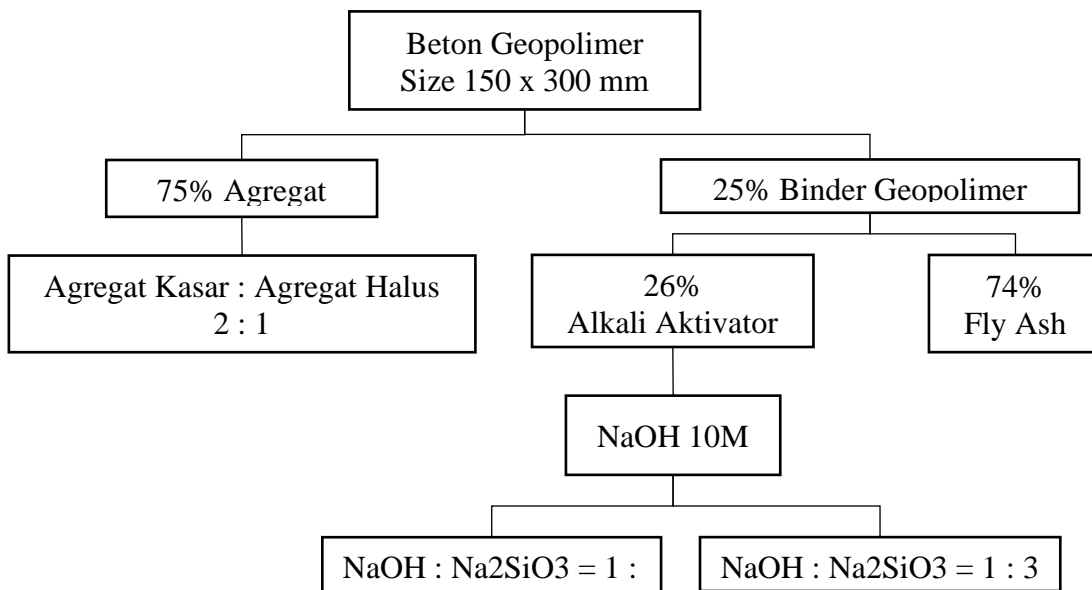 Beton Geopolimer
Size 150 x 300 mm
75% Agregat
25% Binder Geopolimer
Agregat Kasar : Agregat Halus
2 : 1
26%
Alkali Aktivator
74%
Fly Ash
NaOH 10M
NaOH : Na2SiO3 = 1 :
NaOH : Na2SiO3 = 1 : 3